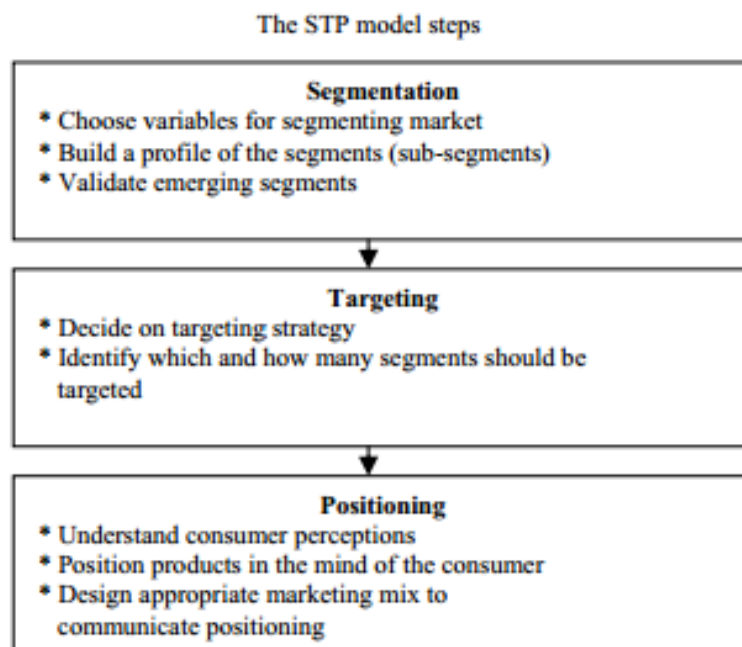 The STP model steps
Segmentation
* Choose variables for segmenting market
* Build a profile of the segments (sub-segments)
* Validate emerging segments
Targeting
* Decide on targeting strategy
* Identify which and how many segments should be
targeted
Positioning
* Understand consumer perceptions
* Position products in the mind of the consumer
* Design appropriate marketing mix to
communicate positioning